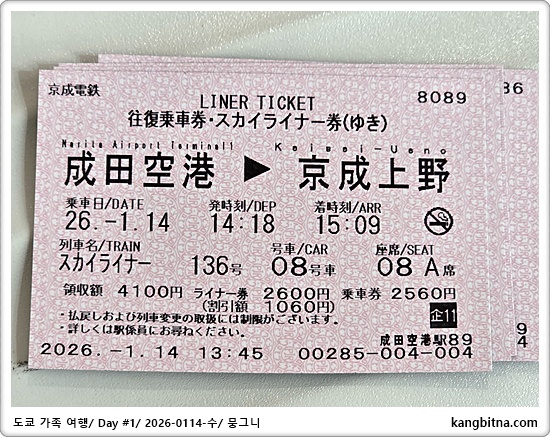 京成電鉄
LINER TICKET
8089
往復乗車券・スカイライナー券(ゆき)
Narita Airport Terminal1 Keisei-Ueno
成田空港 ▶ 京成上野
乗車日/DATE 発時刻/DEP 着時刻/ARR
26.-1.14 14:18 15:09
列車名/TRAIN 号車/CAR 座席/SEAT
スカイライナー 136号 08号車 08 A席
領収額 4100円 ライナー券 2600円 乗車券 2560円
(割引額 1060円)
・払戻しおよび列車変更の取扱には制限がございます。
・詳しくは駅係員にお尋ねください。
企11
成田空港駅89
2026.-1.14 13:45 00285-004-004
36
9
4
도쿄 가족 여행/ Day #1/ 2026-0114-수/ 뭉그니
kangbitna.com